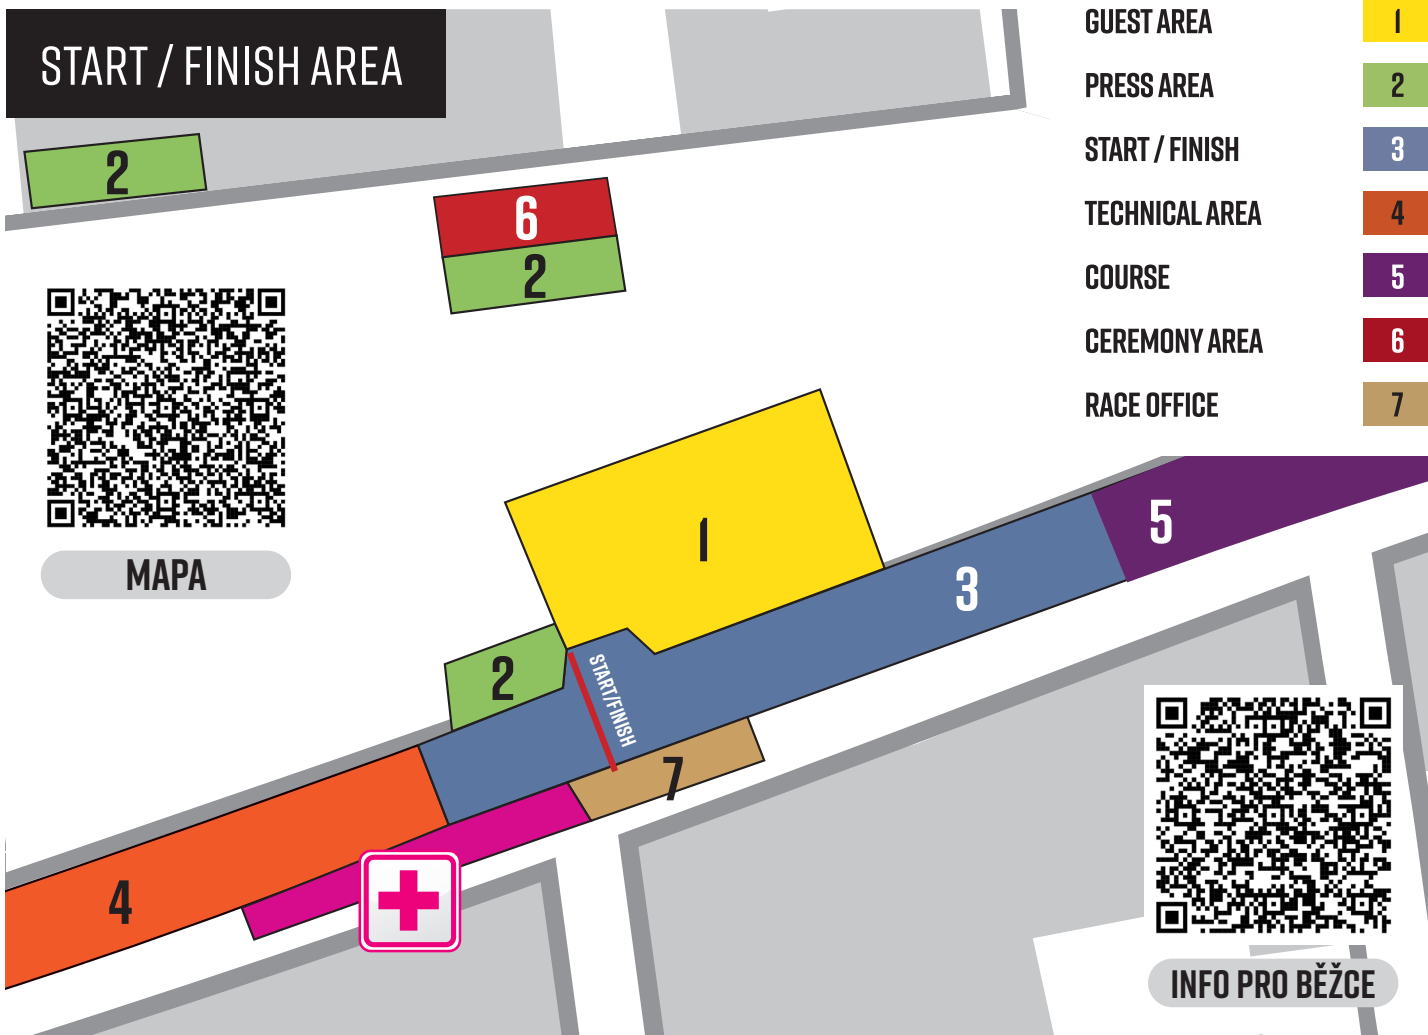 START / FINISH AREA
GUEST AREA 1
PRESS AREA 2
START / FINISH 3
TECHNICAL AREA 4
COURSE 5
CEREMONY AREA 6
RACE OFFICE 7
2
6
2
MAPA
1
5
3
2
START/FINISH
7
4
INFO PRO BĚŽCE